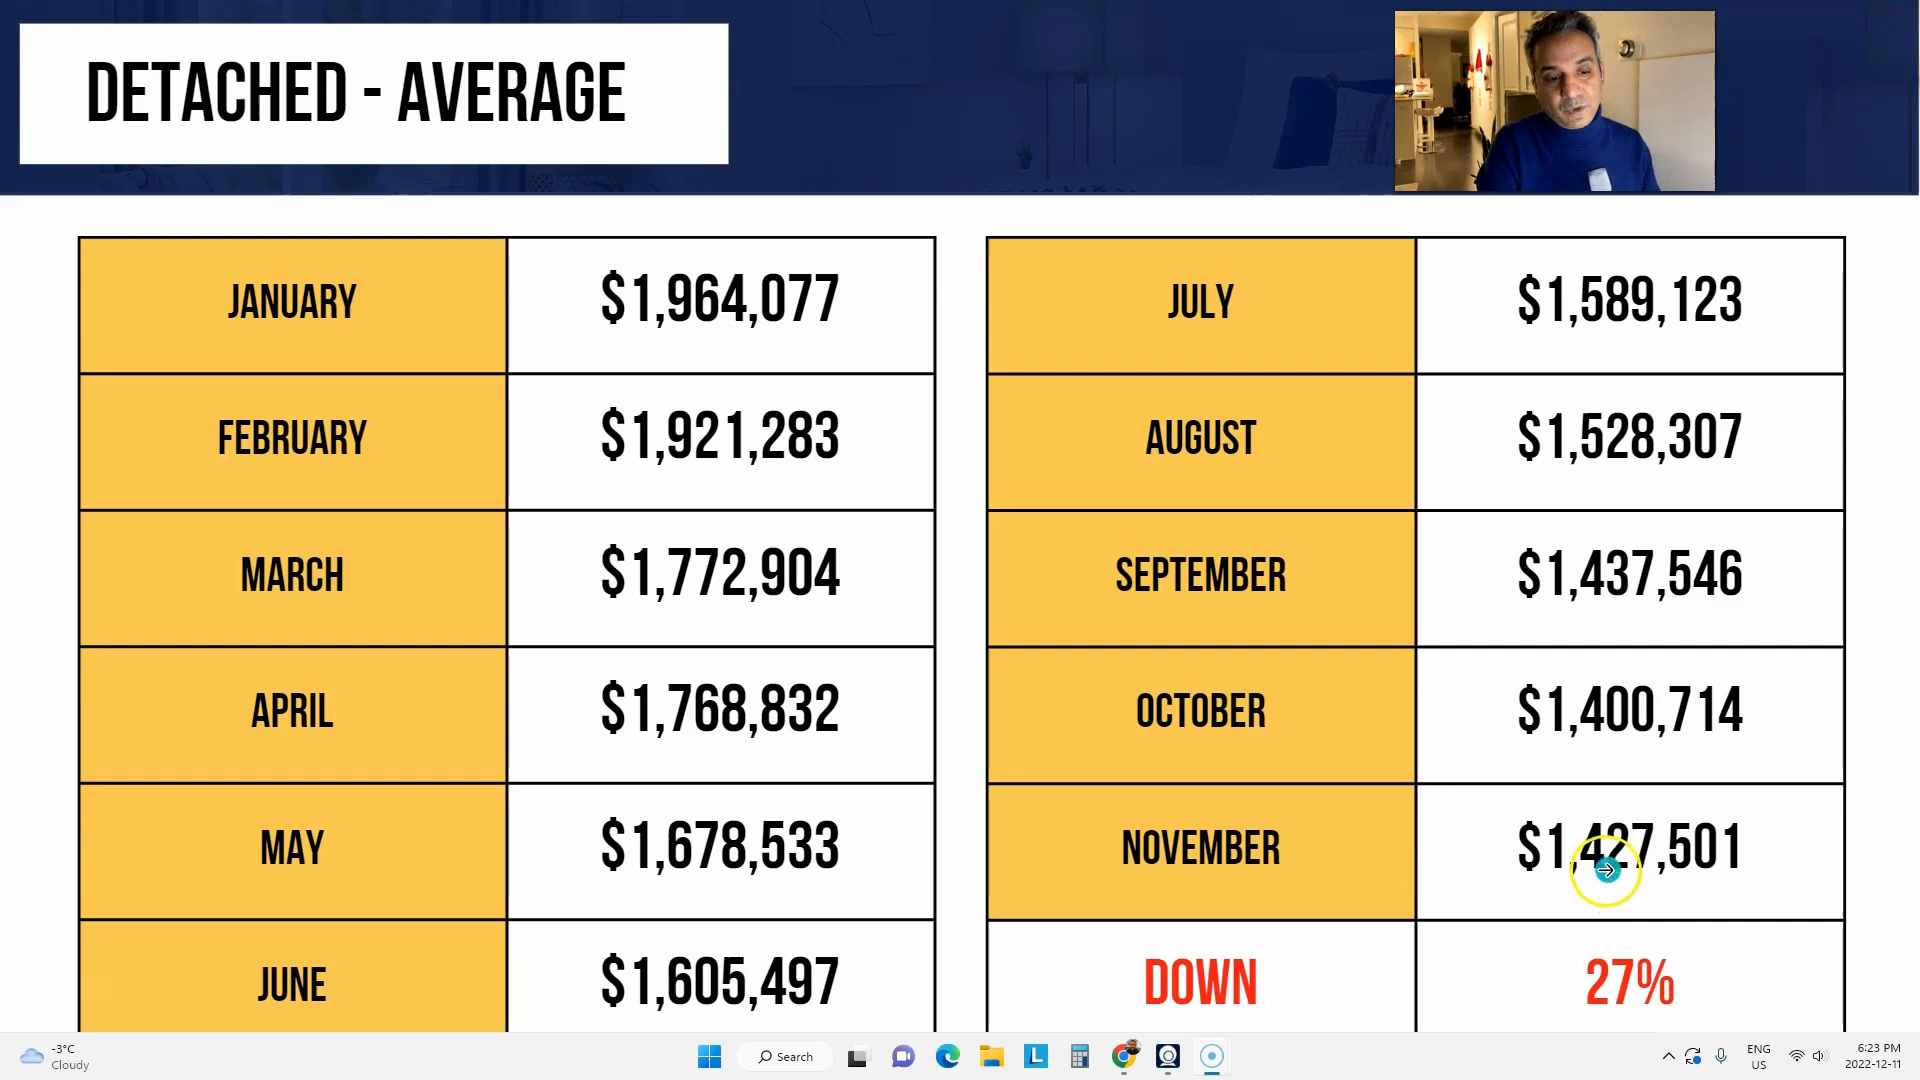 DETACHED - AVERAGE
JANUARY $1,964,077
FEBRUARY $1,921,283
MARCH $1,772,904
APRIL $1,768,832
MAY $1,678,533
JUNE $1,605,497
JULY $1,589,123
AUGUST $1,528,307
SEPTEMBER $1,437,546
OCTOBER $1,400,714
NOVEMBER $1,427,501
DOWN 27%
-3°C
Cloudy
Search
L
ENG
US
6:23 PM
2022-12-11